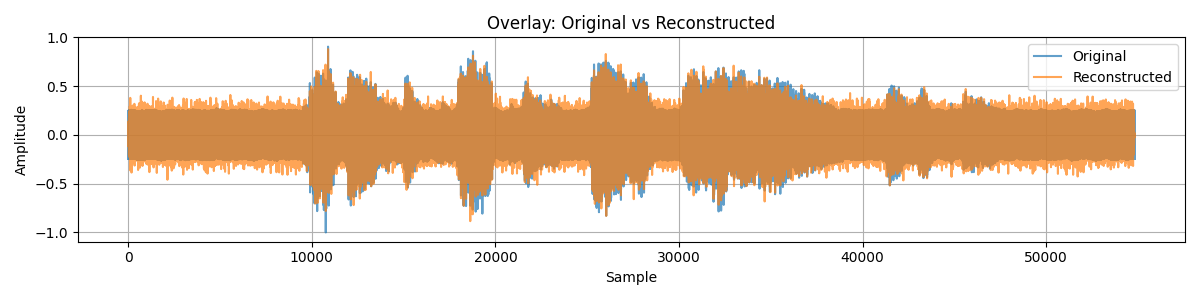 Overlay: Original vs Reconstructed
1.0
0.5
0.0
−0.5
−1.0
Amplitude
Original
Reconstructed
0
10000
20000
30000
40000
50000
Sample